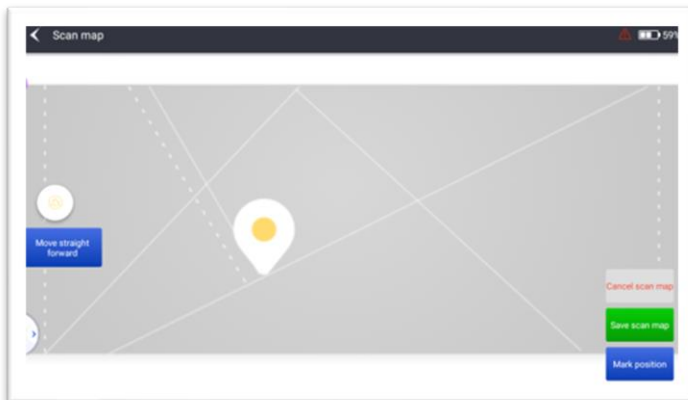 Scan map
59%
Move straight
forward
Cancel scan map
Save scan map
Mark position